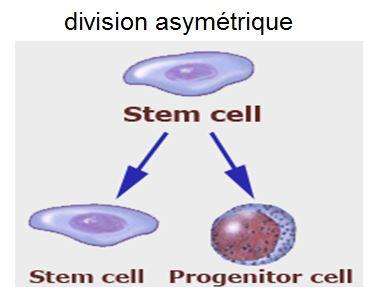 division asymétrique
Stem cell
Stem cell Progenitor cell